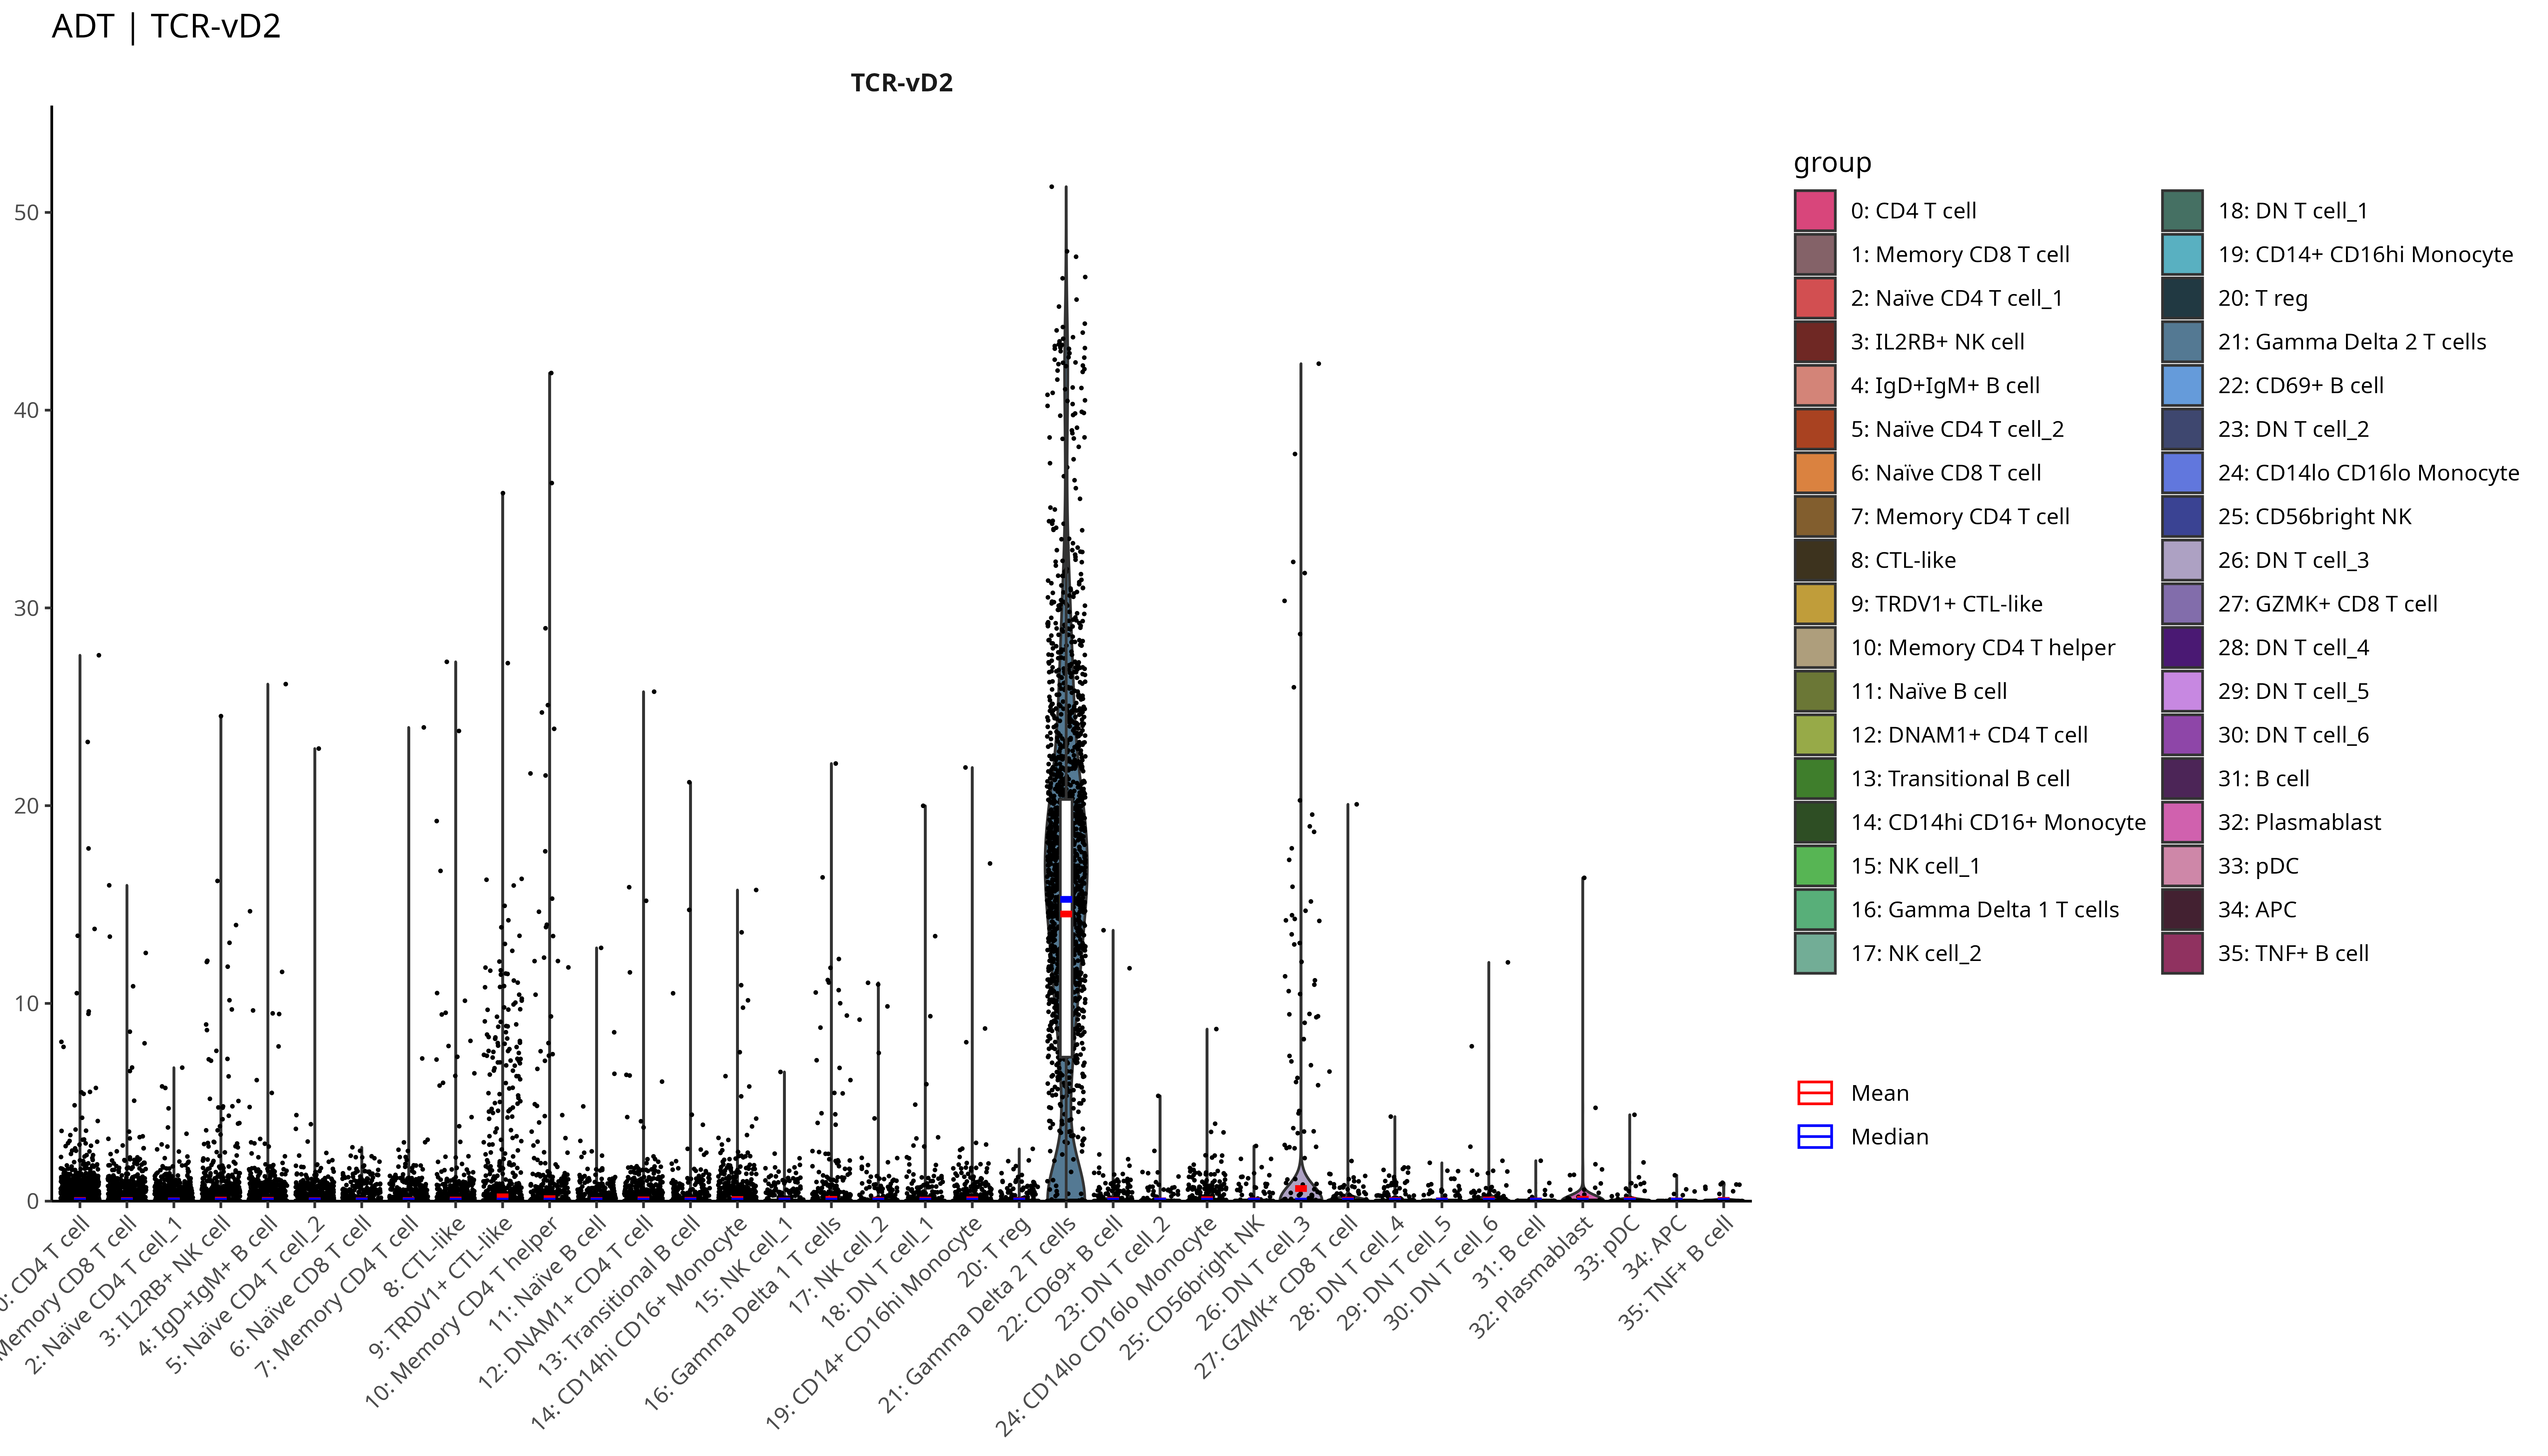 ADT | TCR-vD2
TCR-vD2
50
40
30
20
10
0
0: CD4 T cell
Memory CD8 T cell
2: Naïve CD4 T cell_1
3: IL2RB+ NK cell
4: IgD+IgM+ B cell
5: Naïve CD4 T cell_2
6: Naïve CD8 T cell
7: Memory CD4 T cell
8: CTL-like
9: TRDV1+ CTL-like
10: Memory CD4 T helper
11: Naïve B cell
12: DNAM1+ CD4 T cell
13: Transitional B cell
14: CD14hi CD16+ Monocyte
15: NK cell_1
16: Gamma Delta 1 T cells
17: NK cell_2
18: DN T cell_1
19: CD14+ CD16hi Monocyte
20: T reg
21: Gamma Delta 2 T cells
22: CD69+ B cell
23: DN T cell_2
24: CD14lo CD16lo Monocyte
25: CD56bright NK
26: DN T cell_3
27: GZMK+ CD8 T cell
28: DN T cell_4
29: DN T cell_5
30: DN T cell_6
31: B cell
32: Plasmablast
33: pDC
34: APC
35: TNF+ B cell
group
0: CD4 T cell
1: Memory CD8 T cell
2: Naïve CD4 T cell_1
3: IL2RB+ NK cell
4: IgD+IgM+ B cell
5: Naïve CD4 T cell_2
6: Naïve CD8 T cell
7: Memory CD4 T cell
8: CTL-like
9: TRDV1+ CTL-like
10: Memory CD4 T helper
11: Naïve B cell
12: DNAM1+ CD4 T cell
13: Transitional B cell
14: CD14hi CD16+ Monocyte
15: NK cell_1
16: Gamma Delta 1 T cells
17: NK cell_2
18: DN T cell_1
19: CD14+ CD16hi Monocyte
20: T reg
21: Gamma Delta 2 T cells
22: CD69+ B cell
23: DN T cell_2
24: CD14lo CD16lo Monocyte
25: CD56bright NK
26: DN T cell_3
27: GZMK+ CD8 T cell
28: DN T cell_4
29: DN T cell_5
30: DN T cell_6
31: B cell
32: Plasmablast
33: pDC
34: APC
35: TNF+ B cell
Mean
Median